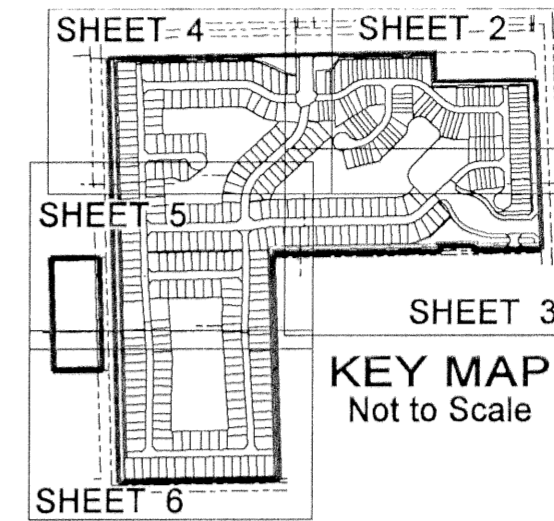 SHEET 4
SHEET 2
SHEET 5
SHEET 3
KEY MAP
Not to Scale
SHEET 6